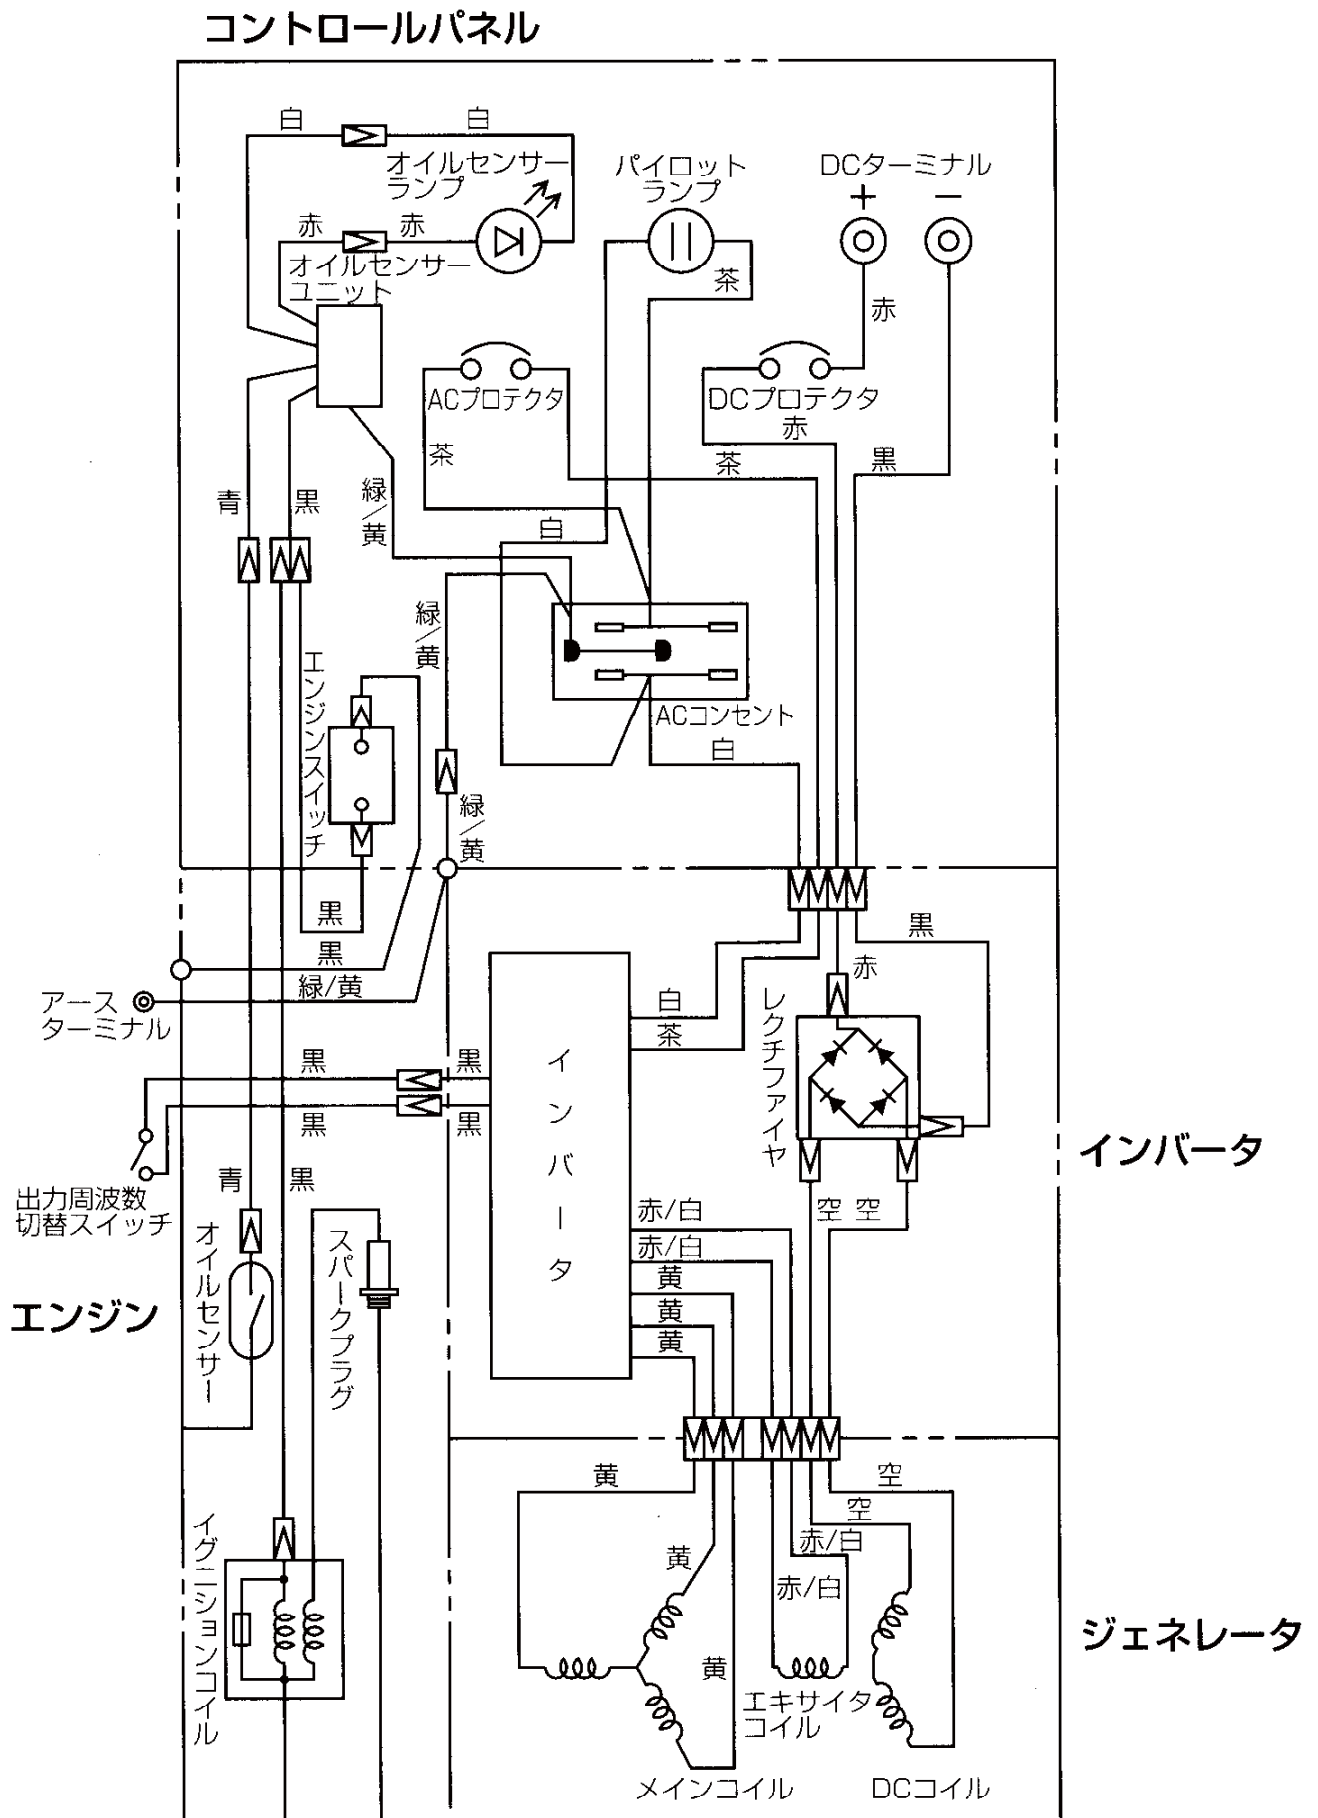 コントロールパネル
白
白
オイルセンサー
ランプ
パイロット
ランプ
DCターミナル
+
−
赤
赤
オイルセンサー
ユニット
茶
赤
ACプロテクタ
DCプロテクタ
赤
茶
茶
黒
青
黒
緑/黄
白
緑/黄
エンジンスイッチ
ACコンセント
白
緑/黄
黒
黒
緑/黄
アース
ターミナル
黒
赤
白
茶
レクチファイヤ
インバータ
黒
黒
黒
黒
インバータ
出力周波数
切替スイッチ
青
黒
空
空
赤/白
赤/白
黄
黄
黄
オイルセンサー
スパークプラグ
エンジン
黄
空
空
赤/白
赤/白
黄
黄
イグニションコイル
ジェネレータ
エキサイタ
コイル
メインコイル
DCコイル